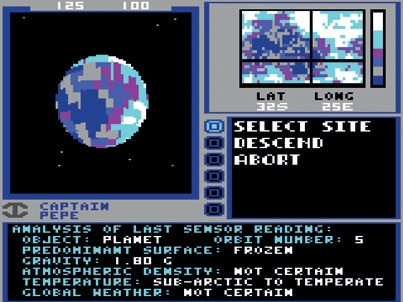 125 100
LAT LONG
32S 25E
SELECT SITE
DESCEND
ABORT
CAPTAIN
PEPE
ANALYSIS OF LAST SENSOR READING:
OBJECT: PLANET ORBIT NUMBER: 5
PREDOMINANT SURFACE: FROZEN
GRAVITY: 1.80 G
ATMOSPHERIC DENSITY: NOT CERTAIN
TEMPERATURE: SUB-ARCTIC TO TEMPERATE
GLOBAL WEATHER: NOT CERTAIN